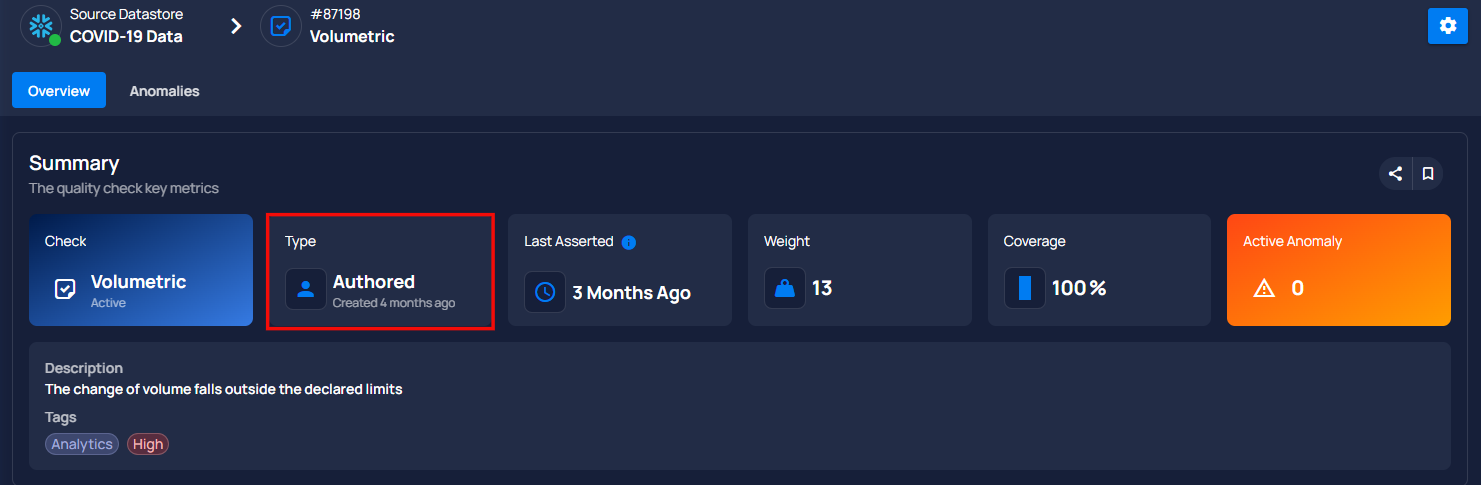 Source Datastore
COVID-19 Data
#87198
Volumetric
Overview
Anomalies
Summary
The quality check key metrics
Check
Volumetric
Active
Type
Authored
Created 4 months ago
Last Asserted
3 Months Ago
Weight
13
Coverage
100%
Active Anomaly
0
Description
The change of volume falls outside the declared limits
Tags
Analytics
High